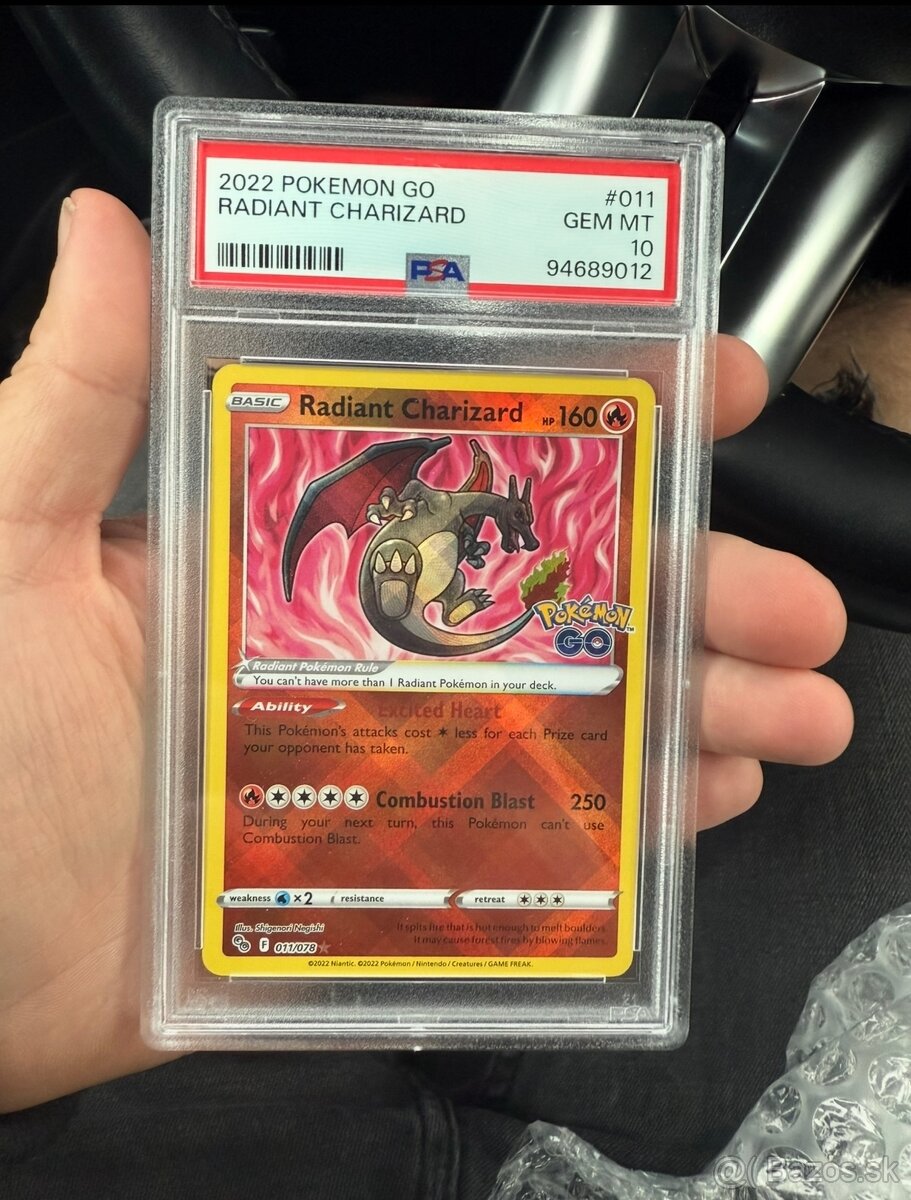 2022 POKEMON GO #011
RADIANT CHARIZARD GEM MT
10
PSA 94689012
BASIC Radiant Charizard HP 160
Pokémon™
GO
Radiant Pokémon Rule
You can't have more than 1 Radiant Pokémon in your deck.
Ability Excited Heart
This Pokémon's attacks cost ✶ less for each Prize card
your opponent has taken.
Combustion Blast 250
During your next turn, this Pokémon can't use
Combustion Blast.
weakness ×2 resistance retreat
Illus. Shigenori Negishi
It spits fire that is hot enough to melt boulders.
It may cause forest fires by blowing flames.
F 011/078
©2022 Niantic. ©2022 Pokémon / Nintendo / Creatures / GAME FREAK.
PSA
@( Bazos.sk